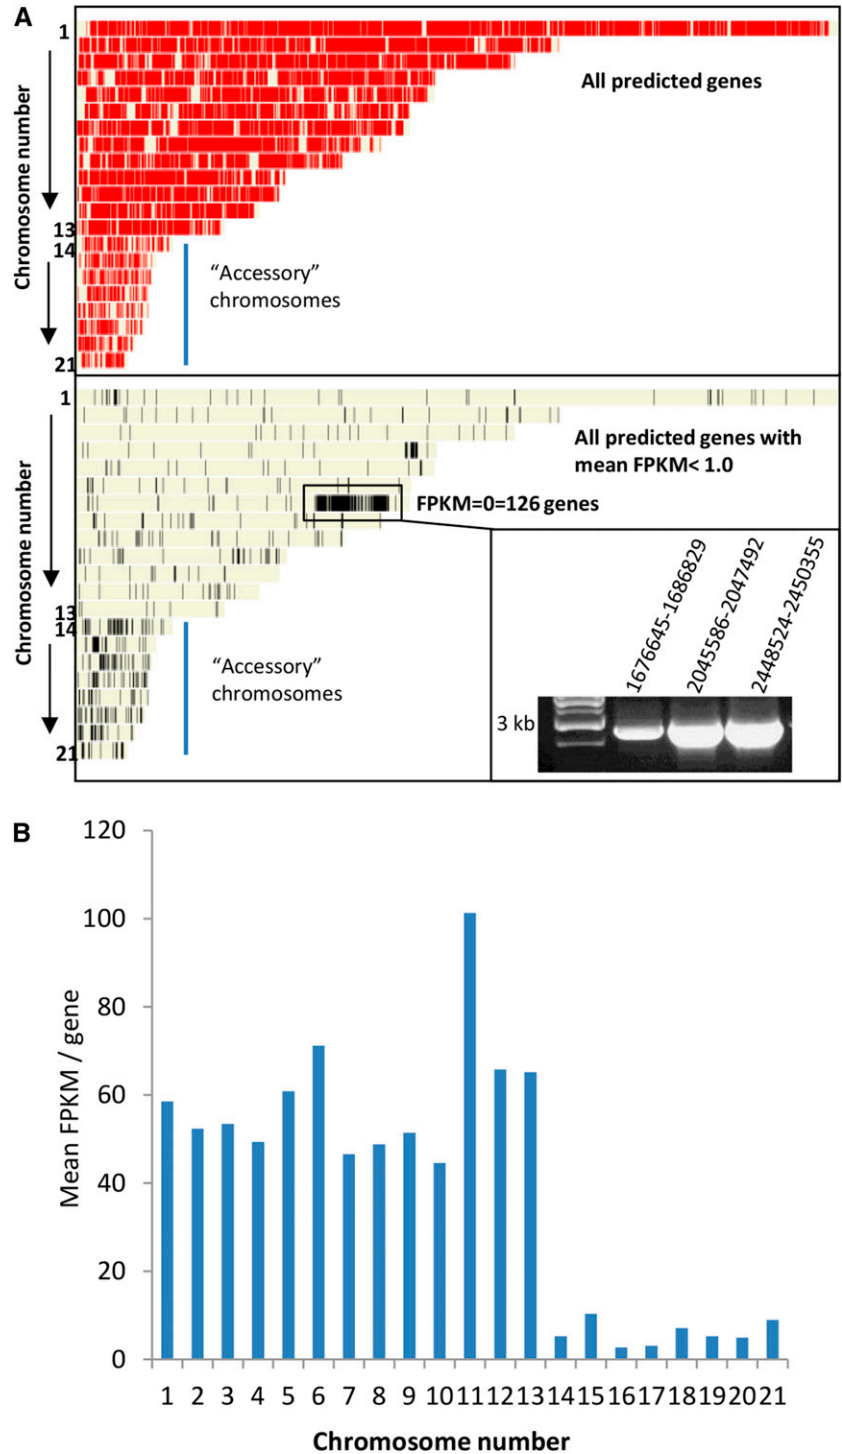 A
Chromosome number
1
13
14
21
All predicted genes
“Accessory”
chromosomes
Chromosome number
1
13
14
21
All predicted genes with
mean FPKM< 1.0
FPKM=0=126 genes
“Accessory”
chromosomes
1676645-1686829
2045586-2047492
2448524-2450355
3 kb
B
Mean FPKM / gene
120
100
80
60
40
20
0
1 2 3 4 5 6 7 8 9 10 11 12 13 14 15 16 17 18 19 20 21
Chromosome number